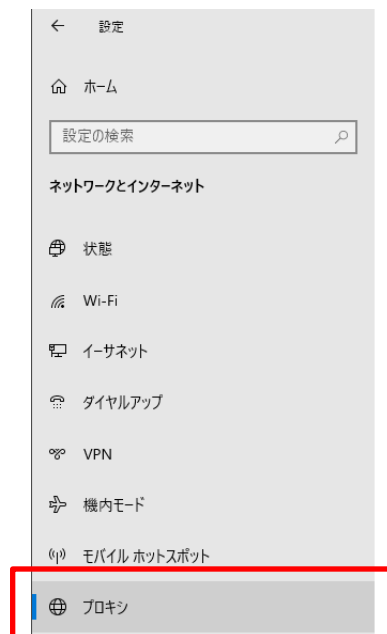 設定
ホーム
設定の検索
ネットワークとインターネット
状態
Wi-Fi
イーサネット
ダイヤルアップ
VPN
機内モード
モバイル ホットスポット
プロキシ